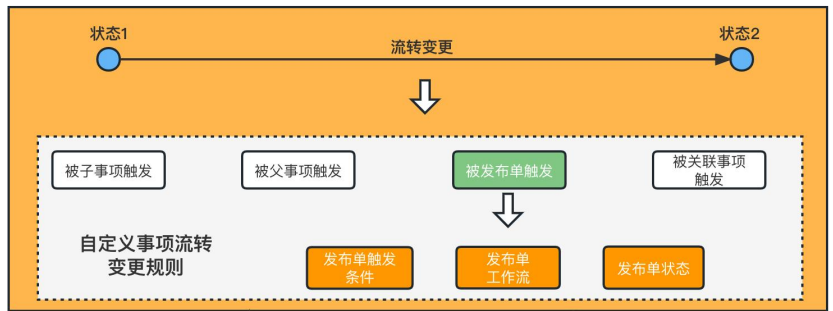 状态1
状态2
流转变更
被子事项触发
被父事项触发
被发布单触发
被关联事项
触发
自定义事项流转
变更规则
发布单触发
条件
发布单
工作流
发布单状态